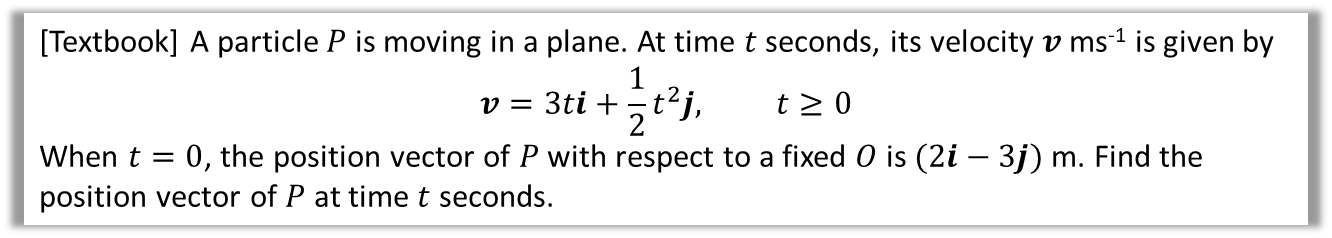 [Textbook] A particle P is moving in a plane. At time t seconds, its velocity v ms⁻¹ is given by
v = 3ti + 1/2 t²j, t ≥ 0
When t = 0, the position vector of P with respect to a fixed O is (2i − 3j) m. Find the
position vector of P at time t seconds.